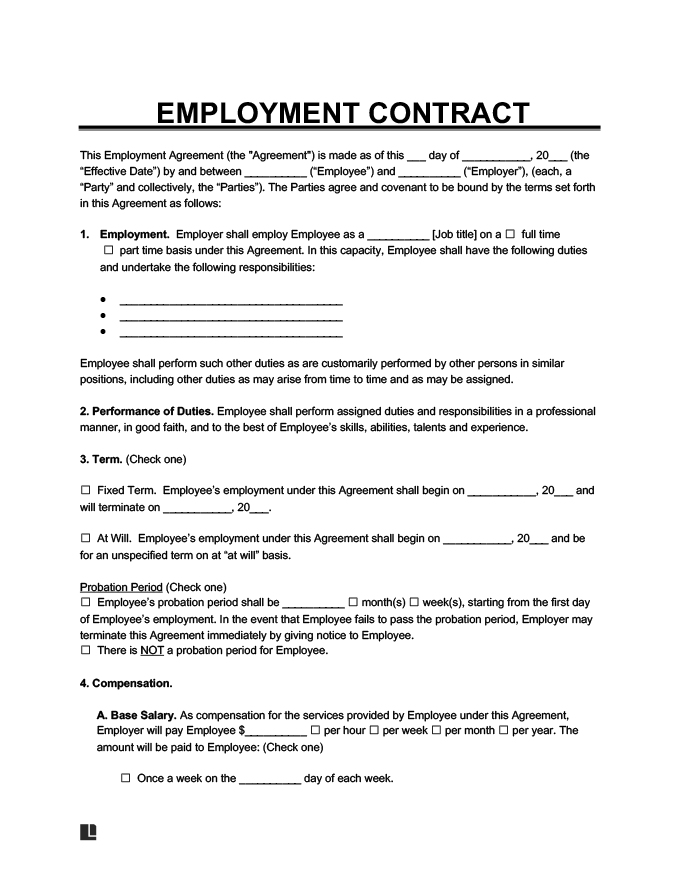 EMPLOYMENT CONTRACT
This Employment Agreement (the "Agreement") is made as of this ___ day of ___________, 20___ (the
“Effective Date”) by and between __________ (“Employee”) and __________ (“Employer”), (each, a
“Party” and collectively, the “Parties”). The Parties agree and covenant to be bound by the terms set forth
in this Agreement as follows:
1. Employment. Employer shall employ Employee as a __________ [Job title] on a ☐ full time
☐ part time basis under this Agreement. In this capacity, Employee shall have the following duties
and undertake the following responsibilities:
● ____________________________________
● ____________________________________
● ____________________________________
Employee shall perform such other duties as are customarily performed by other persons in similar
positions, including other duties as may arise from time to time and as may be assigned.
2. Performance of Duties. Employee shall perform assigned duties and responsibilities in a professional
manner, in good faith, and to the best of Employee’s skills, abilities, talents and experience.
3. Term. (Check one)
☐ Fixed Term. Employee’s employment under this Agreement shall begin on ___________, 20___ and
will terminate on ___________, 20___.
☐ At Will. Employee’s employment under this Agreement shall begin on ___________, 20___ and be
for an unspecified term on at “at will” basis.
Probation Period (Check one)
☐ Employee’s probation period shall be __________ ☐ month(s) ☐ week(s), starting from the first day
of Employee’s employment. In the event that Employee fails to pass the probation period, Employer may
terminate this Agreement immediately by giving notice to Employee.
☐ There is NOT a probation period for Employee.
4. Compensation.
A. Base Salary. As compensation for the services provided by Employee under this Agreement,
Employer will pay Employee $__________ ☐ per hour ☐ per week ☐ per month ☐ per year. The
amount will be paid to Employee: (Check one)
☐ Once a week on the __________ day of each week.